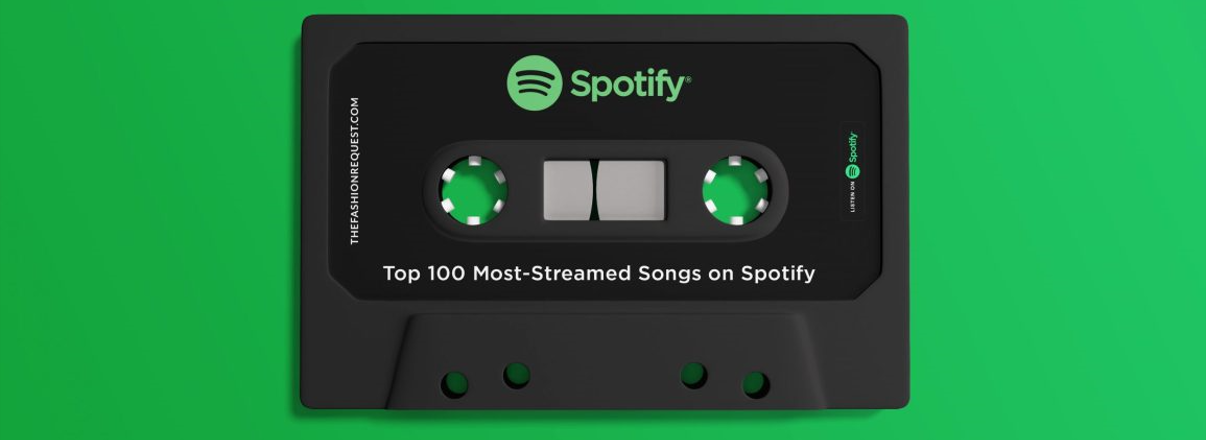 Spotify®
THEFASHIONREQUEST.COM
LISTEN ON Spotify
Top 100 Most-Streamed Songs on Spotify